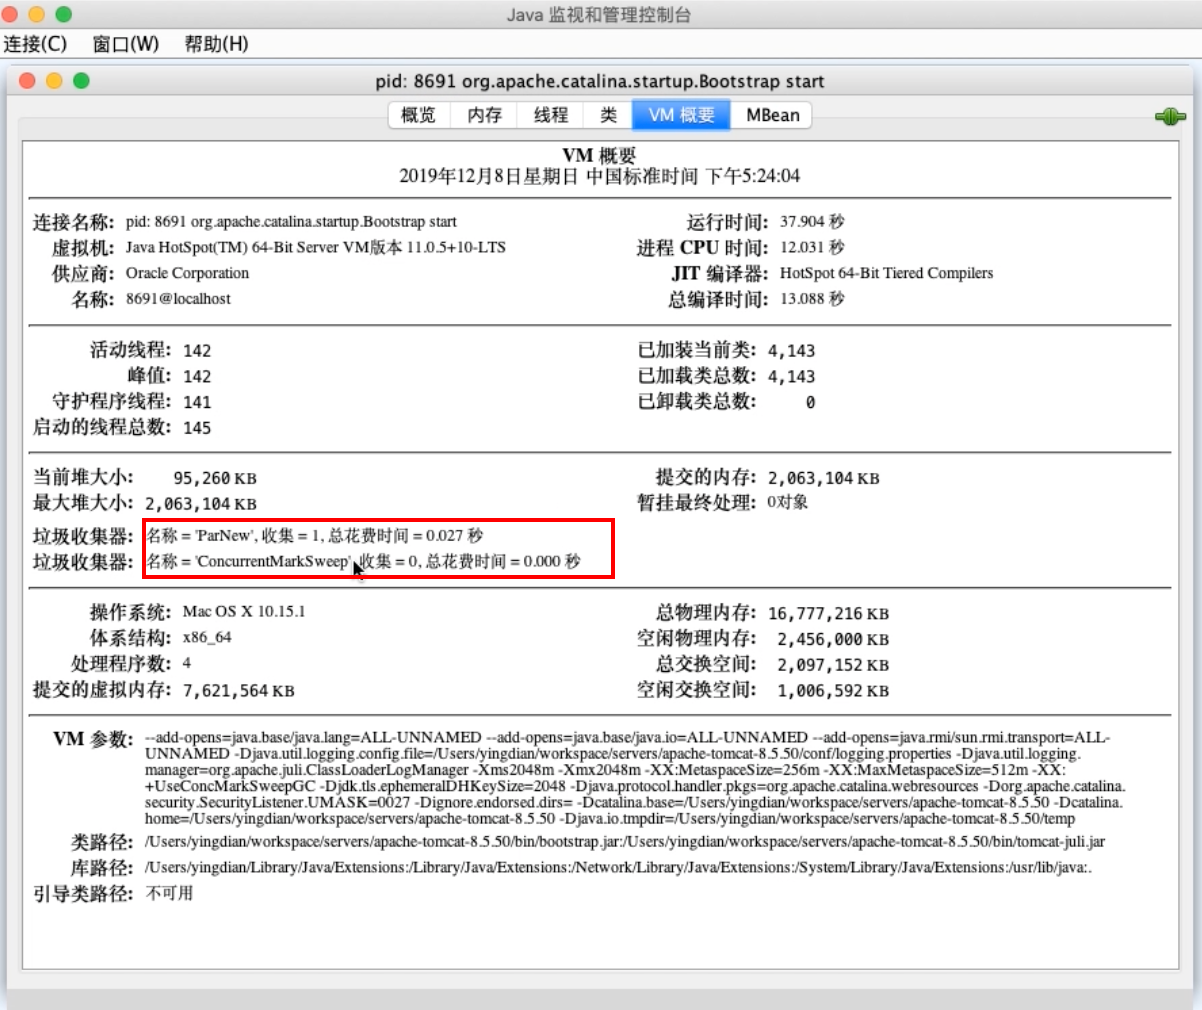 Java 监视和管理控制台
连接(C) 窗口(W) 帮助(H)
pid: 8691 org.apache.catalina.startup.Bootstrap start
概览 内存 线程 类 VM 概要 MBean
VM 概要
2019年12月8日星期日 中国标准时间 下午5:24:04
连接名称: pid: 8691 org.apache.catalina.startup.Bootstrap start 运行时间: 37.904 秒
虚拟机: Java HotSpot(TM) 64-Bit Server VM版本 11.0.5+10-LTS 进程 CPU 时间: 12.031 秒
供应商: Oracle Corporation JIT 编译器: HotSpot 64-Bit Tiered Compilers
名称: 8691@localhost 总编译时间: 13.088 秒
活动线程: 142 已加装当前类: 4,143
峰值: 142 已加载类总数: 4,143
守护程序线程: 141 已卸载类总数: 0
启动的线程总数: 145
当前堆大小: 95,260 KB 提交的内存: 2,063,104 KB
最大堆大小: 2,063,104 KB 暂挂最终处理: 0对象
垃圾收集器: 名称 = 'ParNew', 收集 = 1, 总花费时间 = 0.027 秒
垃圾收集器: 名称 = 'ConcurrentMarkSweep', 收集 = 0, 总花费时间 = 0.000 秒
操作系统: Mac OS X 10.15.1 总物理内存: 16,777,216 KB
体系结构: x86_64 空闲物理内存: 2,456,000 KB
处理程序数: 4 总交换空间: 2,097,152 KB
提交的虚拟内存: 7,621,564 KB 空闲交换空间: 1,006,592 KB
VM 参数: --add-opens=java.base/java.lang=ALL-UNNAMED --add-opens=java.base/java.io=ALL-UNNAMED --add-opens=java.rmi/sun.rmi.transport=ALL-
UNNAMED -Djava.util.logging.config.file=/Users/yingdian/workspace/servers/apache-tomcat-8.5.50/conf/logging.properties -Djava.util.logging.
manager=org.apache.juli.ClassLoaderLogManager -Xms2048m -Xmx2048m -XX:MetaspaceSize=256m -XX:MaxMetaspaceSize=512m -XX:
+UseConcMarkSweepGC -Djdk.tls.ephemeralDHKeySize=2048 -Djava.protocol.handler.pkgs=org.apache.catalina.webresources -Dorg.apache.catalina.
security.SecurityListener.UMASK=0027 -Dignore.endorsed.dirs= -Dcatalina.base=/Users/yingdian/workspace/servers/apache-tomcat-8.5.50 -Dcatalina.
home=/Users/yingdian/workspace/servers/apache-tomcat-8.5.50 -Djava.io.tmpdir=/Users/yingdian/workspace/servers/apache-tomcat-8.5.50/temp
类路径: /Users/yingdian/workspace/servers/apache-tomcat-8.5.50/bin/bootstrap.jar:/Users/yingdian/workspace/servers/apache-tomcat-8.5.50/bin/tomcat-juli.jar
库路径: /Users/yingdian/Library/Java/Extensions:/Library/Java/Extensions:/Network/Library/Java/Extensions:/System/Library/Java/Extensions:/usr/lib/java:.
引导类路径: 不可用